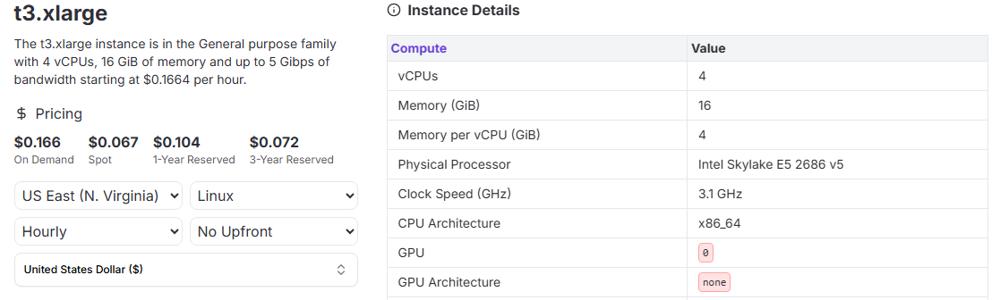 t3.xlarge
The t3.xlarge instance is in the General purpose family
with 4 vCPUs, 16 GiB of memory and up to 5 Gibps of
bandwidth starting at $0.1664 per hour.
Pricing
$0.166 $0.067 $0.104 $0.072
On Demand Spot 1-Year Reserved 3-Year Reserved
US East (N. Virginia) Linux
Hourly No Upfront
United States Dollar ($)
Instance Details
Compute Value
vCPUs 4
Memory (GiB) 16
Memory per vCPU (GiB) 4
Physical Processor Intel Skylake E5 2686 v5
Clock Speed (GHz) 3.1 GHz
CPU Architecture x86_64
GPU 0
GPU Architecture none